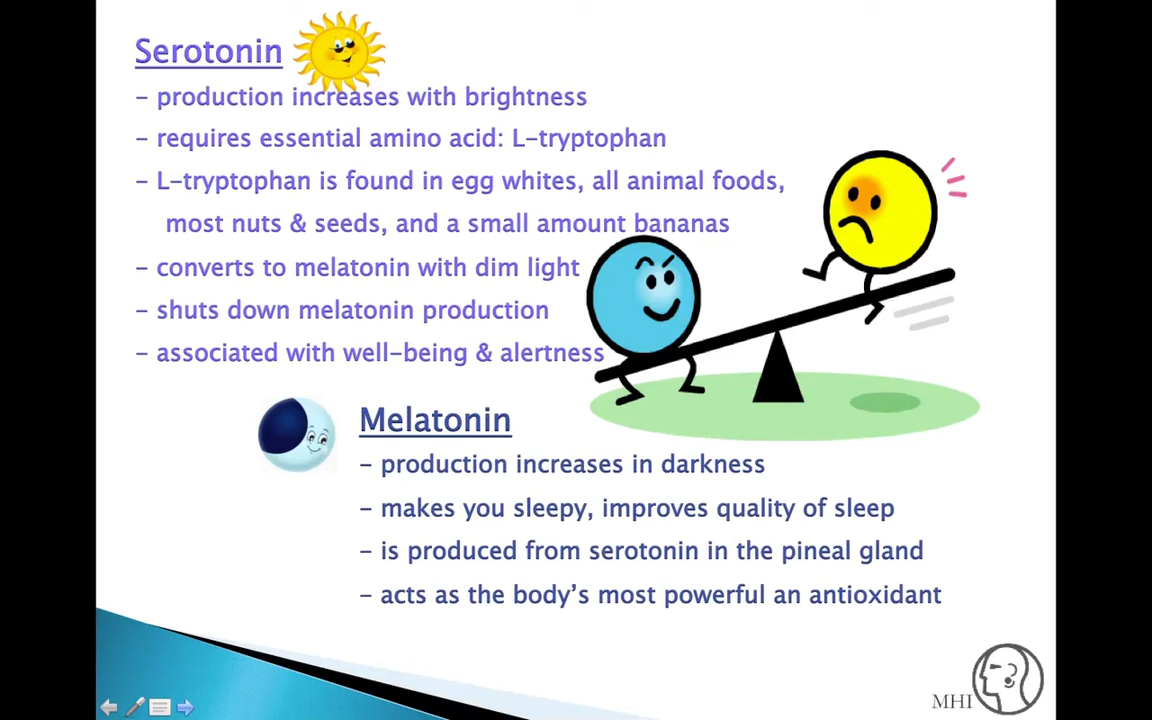 Serotonin
- production increases with brightness
- requires essential amino acid: L-tryptophan
- L-tryptophan is found in egg whites, all animal foods,
most nuts & seeds, and a small amount bananas
- converts to melatonin with dim light
- shuts down melatonin production
- associated with well-being & alertness
Melatonin
- production increases in darkness
- makes you sleepy, improves quality of sleep
- is produced from serotonin in the pineal gland
- acts as the body’s most powerful an antioxidant
MHI